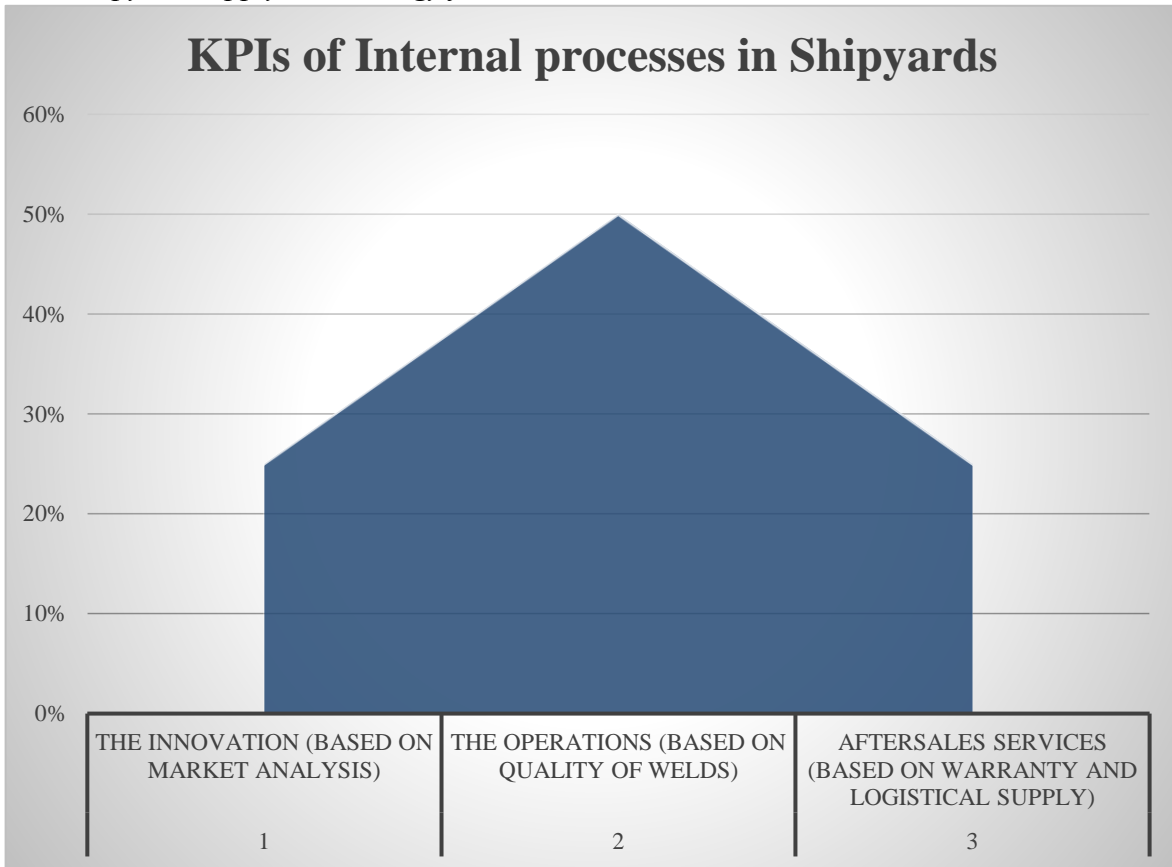 KPIs of Internal processes in Shipyards
60%
50%
40%
30%
20%
10%
0%
THE INNOVATION (BASED ON
MARKET ANALYSIS)
THE OPERATIONS (BASED ON
QUALITY OF WELDS)
AFTERSALES SERVICES
(BASED ON WARRANTY AND
LOGISTICAL SUPPLY)
1
2
3